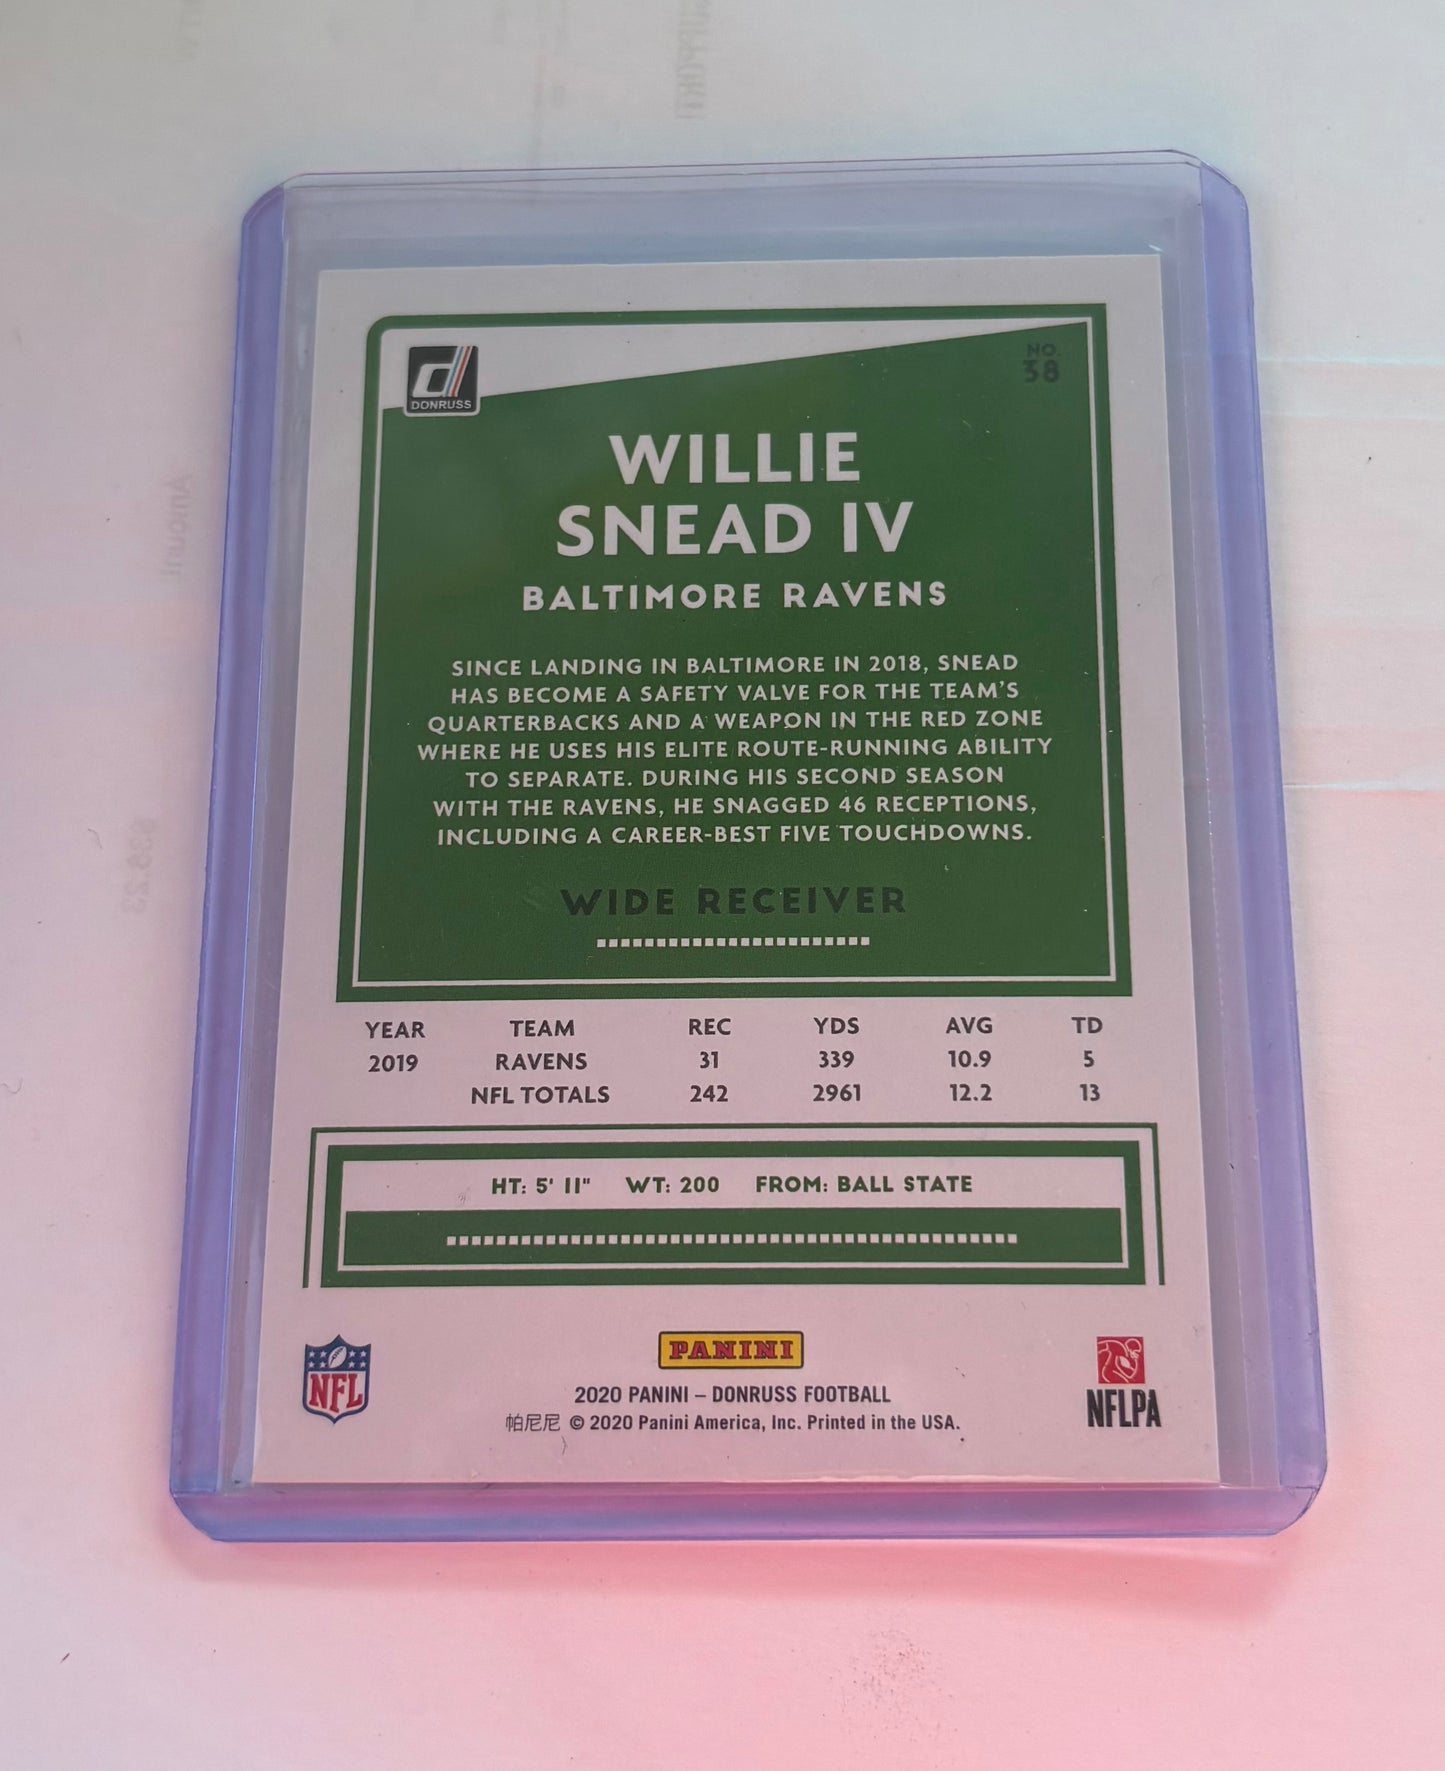 DONRUSS
NO.
38
WILLIE
SNEAD IV
BALTIMORE RAVENS
SINCE LANDING IN BALTIMORE IN 2018, SNEAD
HAS BECOME A SAFETY VALVE FOR THE TEAM'S
QUARTERBACKS AND A WEAPON IN THE RED ZONE
WHERE HE USES HIS ELITE ROUTE-RUNNING ABILITY
TO SEPARATE. DURING HIS SECOND SEASON
WITH THE RAVENS, HE SNAGGED 46 RECEPTIONS,
INCLUDING A CAREER-BEST FIVE TOUCHDOWNS.
WIDE RECEIVER
YEAR TEAM REC YDS AVG TD
2019 RAVENS 31 339 10.9 5
NFL TOTALS 242 2961 12.2 13
HT: 5' 11" WT: 200 FROM: BALL STATE
NFL
PANINI
2020 PANINI – DONRUSS FOOTBALL
帕尼尼 © 2020 Panini America, Inc. Printed in the USA.
NFLPA